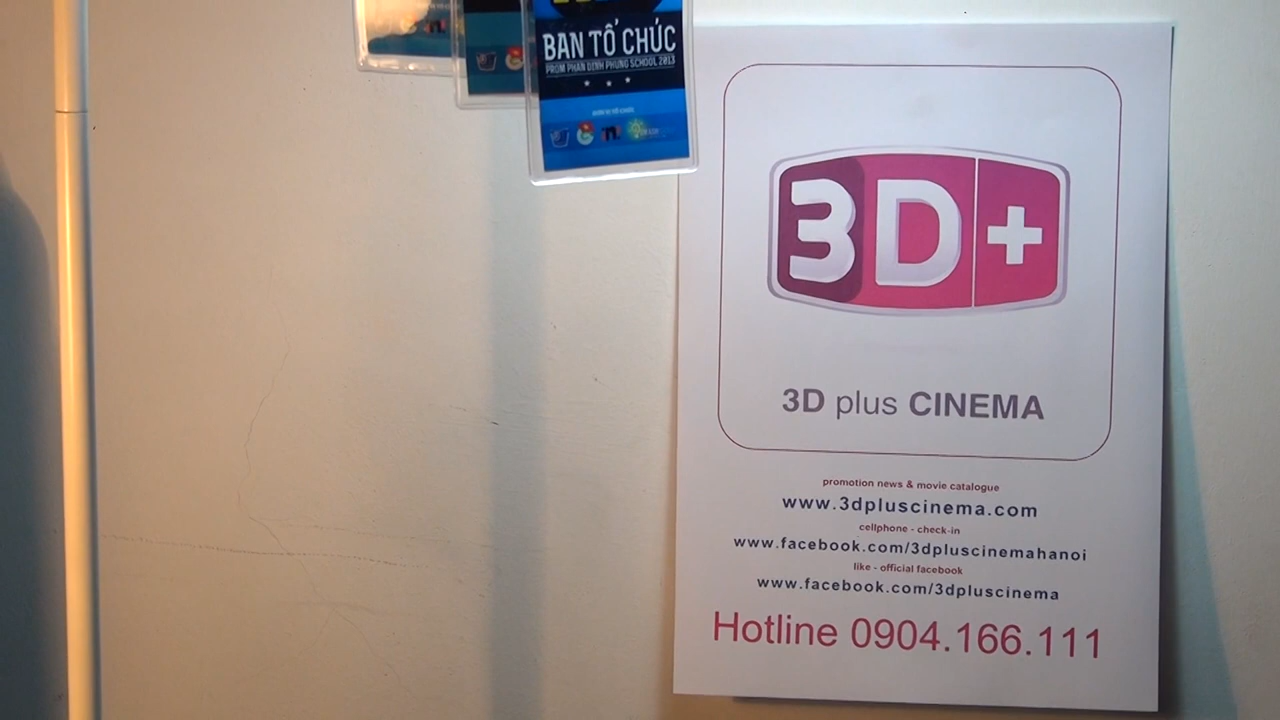 BAN TỔ CHỨC
PROM PHAN DINH PHUNG SCHOOL 2013
3D+
3D plus CINEMA
promotion news & movie catalogue
www.3dpluscinema.com
cellphone - check-in
www.facebook.com/3dpluscinemahanoi
like - official facebook
www.facebook.com/3dpluscinema
Hotline 0904.166.111